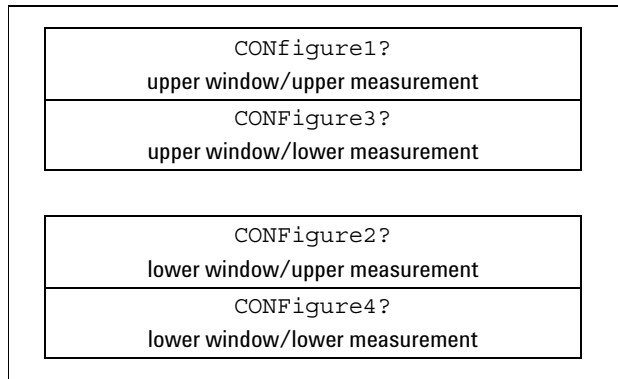 CONfigure1?
upper window/upper measurement
CONFigure3?
upper window/lower measurement
CONFigure2?
lower window/upper measurement
CONFigure4?
lower window/lower measurement